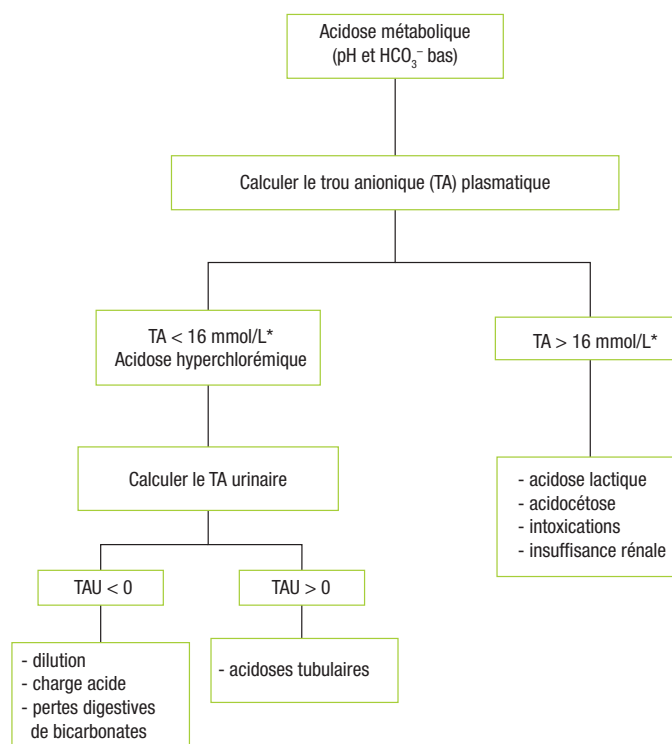 Acidose métabolique
(pH et HCO₃⁻ bas)
Calculer le trou anionique (TA) plasmatique
TA < 16 mmol/L*
Acidose hyperchlorémique
TA > 16 mmol/L*
Calculer le TA urinaire
- acidose lactique
- acidocétose
- intoxications
- insuffisance rénale
TAU < 0
TAU > 0
- dilution
- charge acide
- pertes digestives
de bicarbonates
- acidoses tubulaires